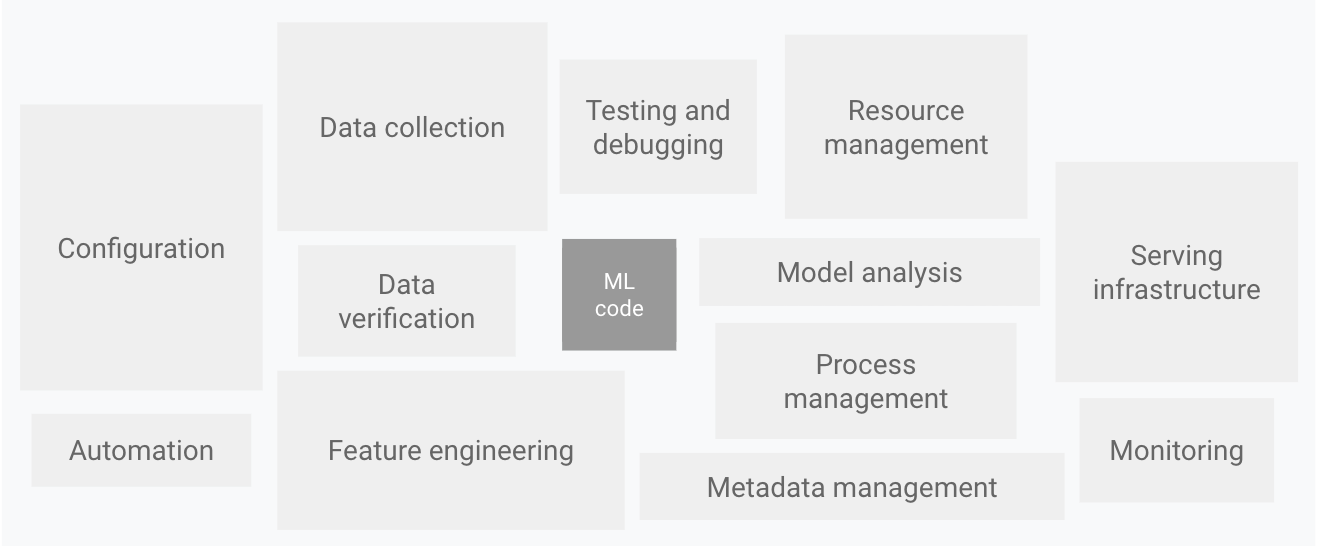 Configuration
Automation
Data collection
Data
verification
Feature engineering
Testing and
debugging
ML
code
Resource
management
Model analysis
Process
management
Metadata management
Serving
infrastructure
Monitoring